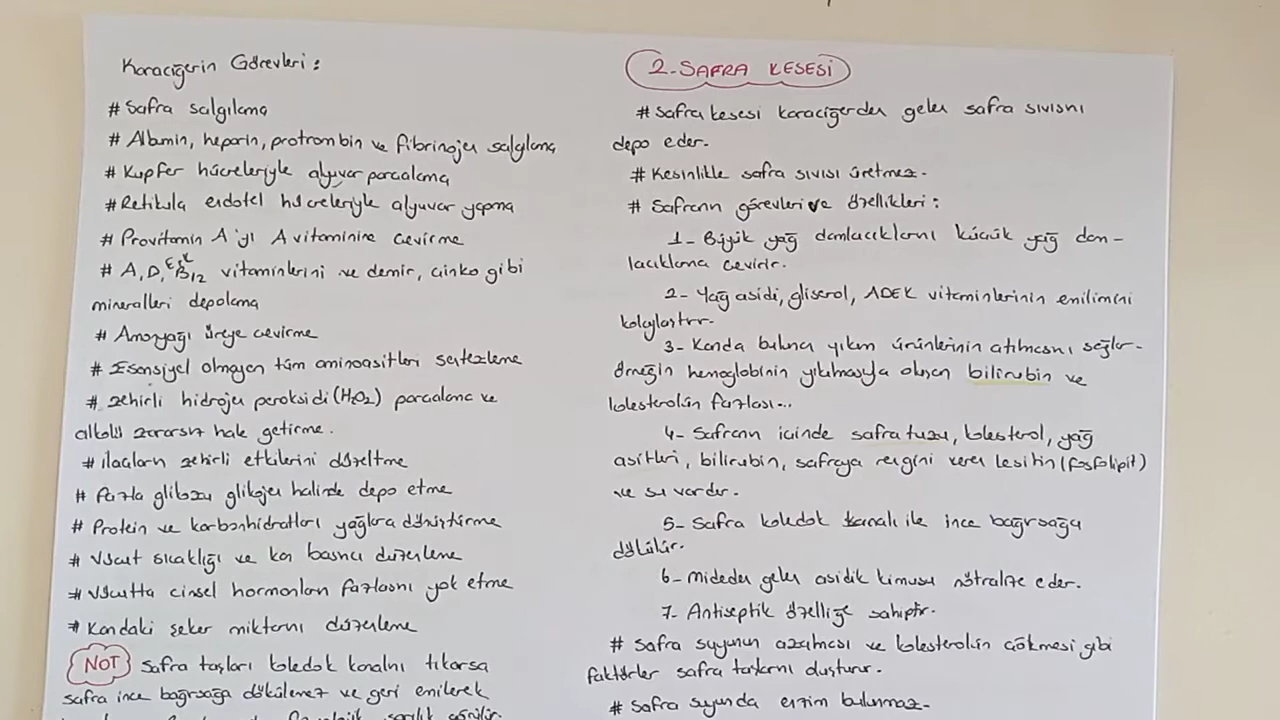 Karaciğerin Görevleri:
# Safra salgılama
# Albumin, heparin, protrombin ve fibrinojen salgılama
# Kupfer hücreleriyle alyuvar parçalama
# Retikula endotel hücreleriyle alyuvar yapma
# Provitamin A'yı A vitaminine çevirme
# A, D, E, K B12 vitaminlerini ve demir, çinko gibi
mineralleri depolama
# Amonyağı üreye çevirme
# Esansiyel olmayan tüm aminoasitleri sentezleme
# Zehirli hidrojen peroksidi (H2O2) parçalama ve
alkolü zararsız hale getirme.
# İlaçların zehirli etkilerini düzeltme
# Fazla glikozu glikojen halinde depo etme
# Protein ve karbonhidratları yağlara dönüştürme
# Vücut sıcaklığı ve kan basıncı düzenleme
# Vücutta cinsel hormonların fazlasını yok etme
# Kandaki şeker miktarını düzenleme
NOT Safra taşları koledok kanalını tıkarsa
safra ince bağırsağa dökülemez ve geri emilerek
sarılık görülür.
2-SAFRA KESESİ
# Safra kesesi karaciğerden gelen safra sıvısını
depo eder.
# Kesinlikle safra sıvısı üretmez.
# Safranın görevleri ve özellikleri:
1- Büyük yağ damlacıklarını küçük yağ dam-
lacıklarına çevirir.
2- Yağ asidi, gliserol, ADEK vitaminlerinin emilimini
kolaylaştırır.
3- Kanda bulunan yıkım ürünlerinin atılmasını sağlar-
örneğin hemoglobinin yıkılmasıyla oluşan bilirubin ve
kolesterolün fazlası...
4- Safranın içinde safra tuzu, kolesterol, yağ
asitleri, bilirubin, safraya rengini veren lesitin (fosfolipit)
ve su vardır.
5- Safra koledok kanalı ile ince bağırsağa
dökülür.
6- Mideden gelen asidik kimusu nötralize eder.
7- Antiseptik özelliğe sahiptir.
# Safra suyunun azalması ve kolesterolün çökmesi gibi
faktörler safra taşlarını oluşturur.
# Safra suyunda enzim bulunmaz.